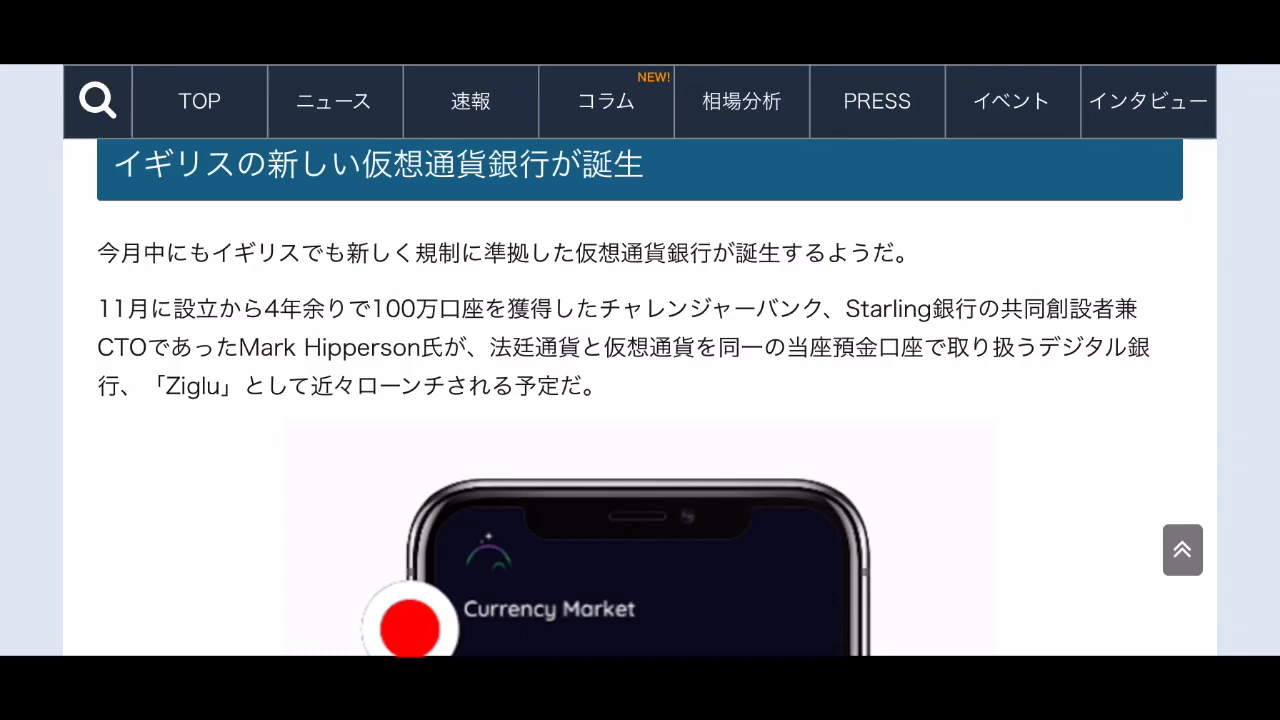 NEW!
TOP
ニュース
速報
コラム
相場分析
PRESS
イベント
インタビュー
イギリスの新しい仮想通貨銀行が誕生
今月中にもイギリスでも新しく規制に準拠した仮想通貨銀行が誕生するようだ。
11月に設立から4年余りで100万口座を獲得したチャレンジャーバンク、Starling銀行の共同創設者兼
CTOであったMark Hipperson氏が、法廷通貨と仮想通貨を同一の当座預金口座で取り扱うデジタル銀
行、「Ziglu」として近々ローンチされる予定だ。
Currency Market